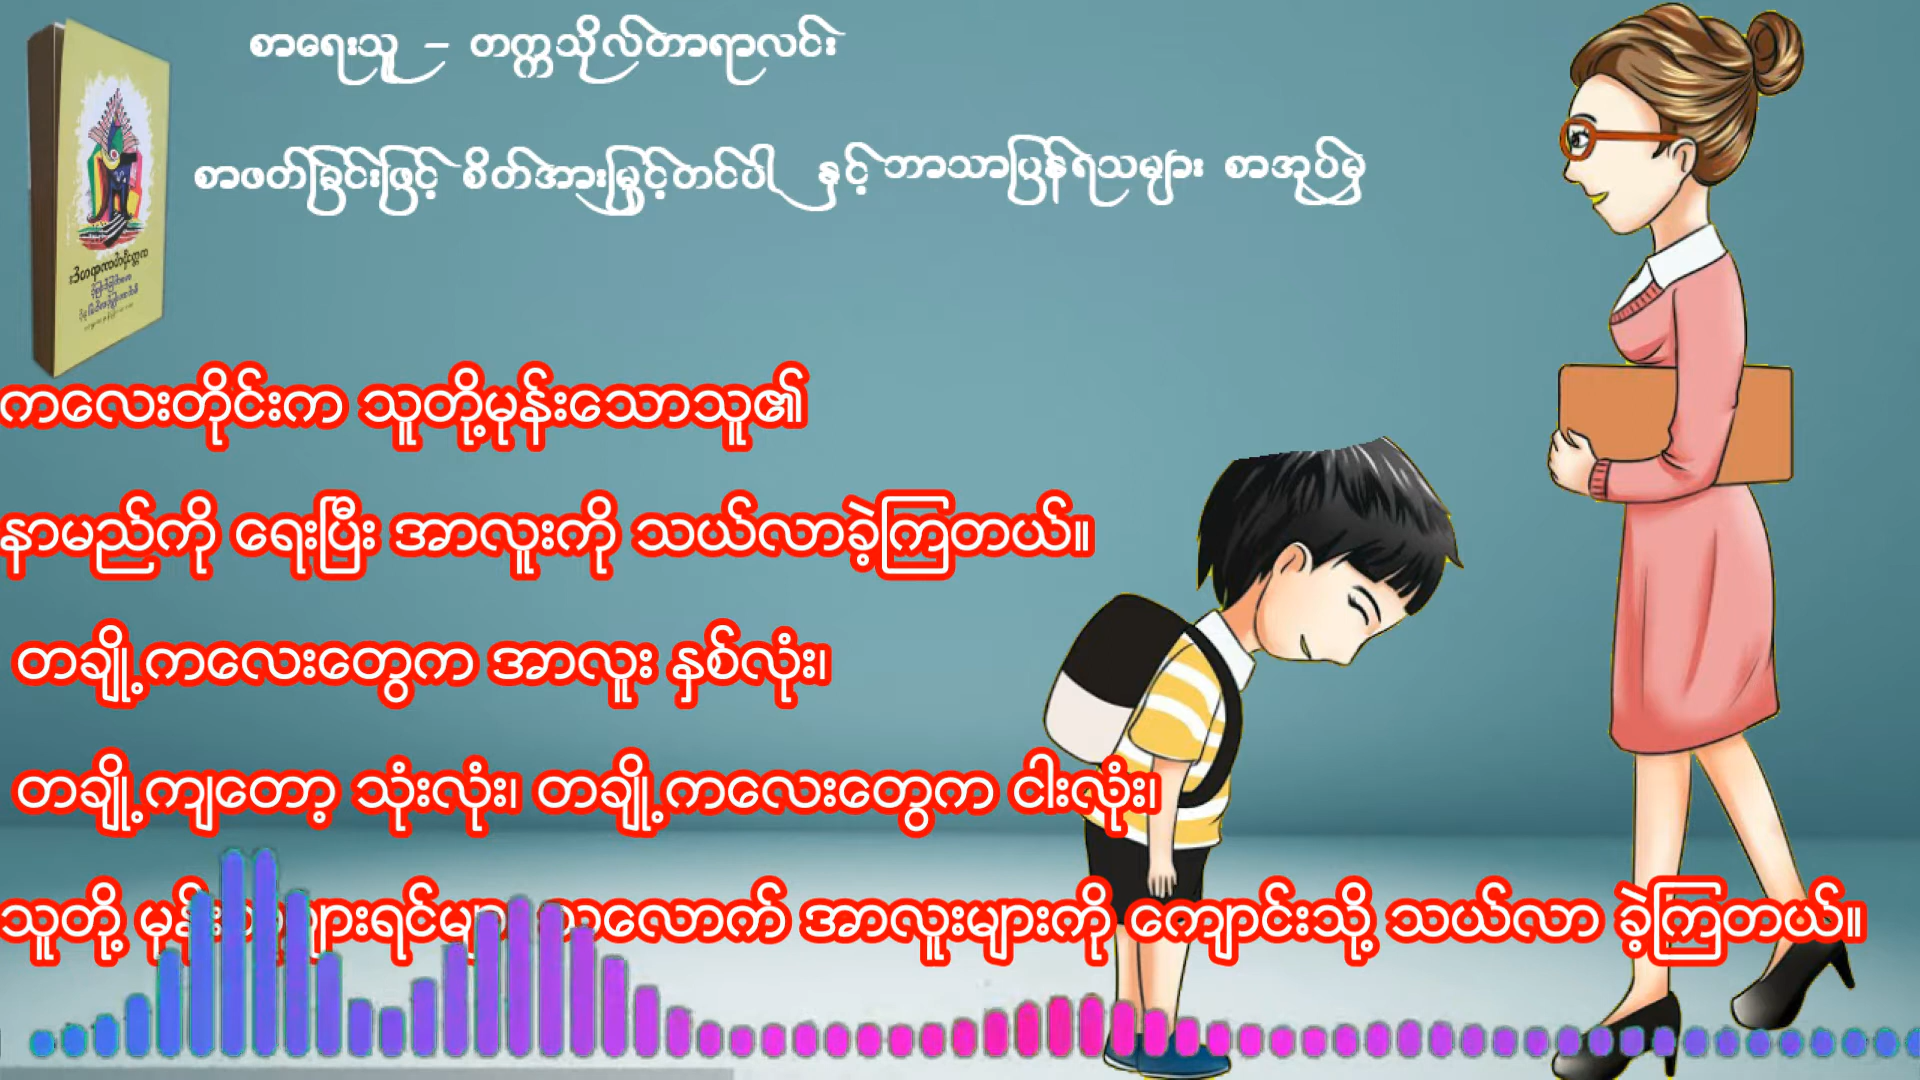 စာရေးသူ - တက္ကသိုလ်တာရာလင်း
စာဖတ်ခြင်းဖြင့် စိတ်အားမြှင့်တင်ပါ နှင့် ဘာသာပြန်ရသများ စာအုပ်မှ
ကလေးတိုင်းက သူတို့မုန်းသောသူ၏
နာမည်ကို ရေးပြီး အာလူးကို သယ်လာခဲ့ကြတယ်။
တချို့ကလေးတွေက အာလူး နှစ်လုံး၊
တချို့ကျတော့ သုံးလုံး၊ တချို့ကလေးတွေက ငါးလုံး၊
သူတို့ အာလူးများကို ကျောင်းသို့ သယ်လာ ခဲ့ကြတယ်။